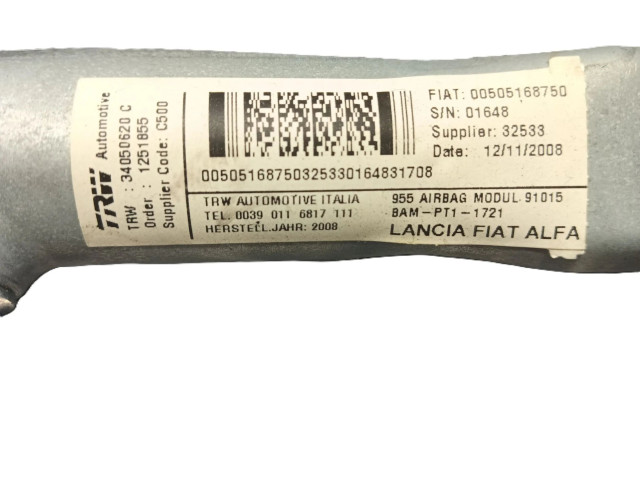 TRW Automotive
TRW : 34050620 C
Order : 1251855
Supplier Code: C500
FIAT: 00505168750
S/N: 01648
Supplier: 32533
Date: 12/11/2008
00505168750325330164831708
TRW AUTOMOTIVE ITALIA
TEL. 0039 011 6817 111
HERSTELL.JAHR: 2008
955 AIRBAG MODUL 91015
BAM-PT1-1721
LANCIA FIAT ALFA